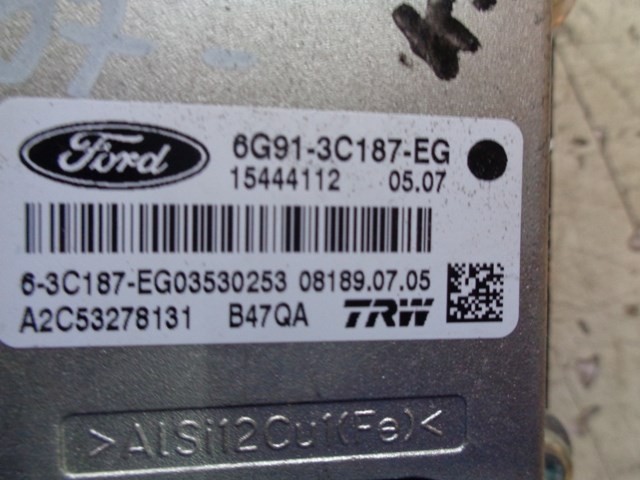 Ford 6G91-3C187-EG
15444112 05.07
6-3C187-EG03530253 08189.07.05
A2C53278131 B47QA TRW
>AlSi12Cu1(Fe)<